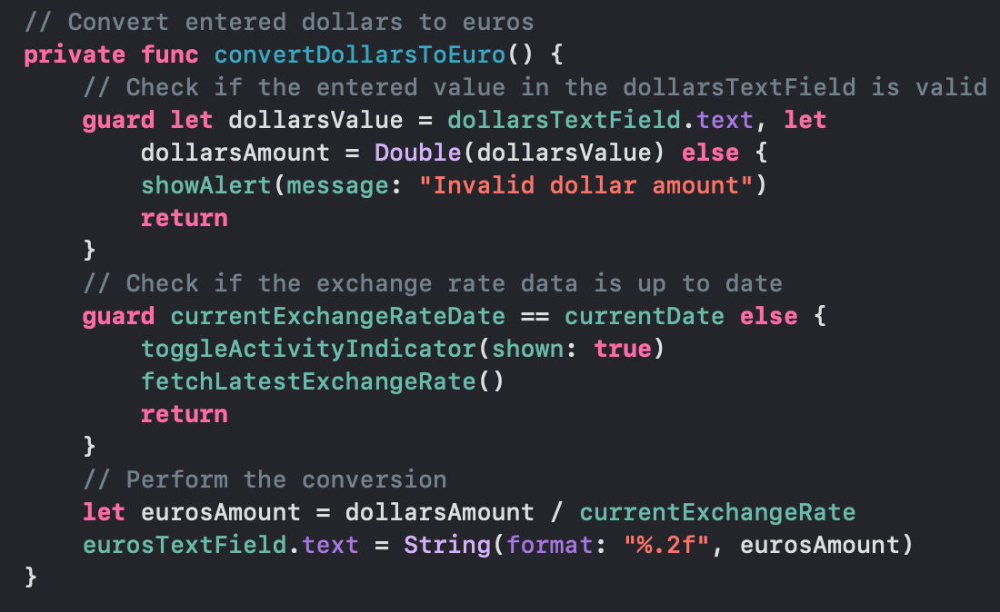 // Convert entered dollars to euros
private func convertDollarsToEuro() {
    // Check if the entered value in the dollarsTextField is valid
    guard let dollarsValue = dollarsTextField.text, let
        dollarsAmount = Double(dollarsValue) else {
        showAlert(message: "Invalid dollar amount")
        return
    }
    // Check if the exchange rate data is up to date
    guard currentExchangeRateDate == currentDate else {
        toggleActivityIndicator(shown: true)
        fetchLatestExchangeRate()
        return
    }
    // Perform the conversion
    let eurosAmount = dollarsAmount / currentExchangeRate
    eurosTextField.text = String(format: "%.2f", eurosAmount)
}